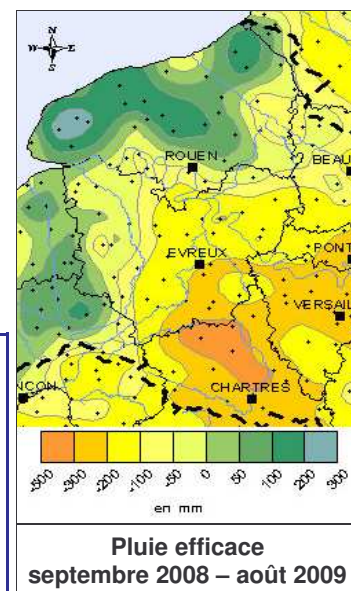 N
W E
S
ROUEN
BEAU
EVREUX
PONT
VERSAIL
NCON
CHARTRES
-500 -300 -200 -100 -50 0 50 100 200 300
en mm
Pluie efficace
septembre 2008 – août 2009